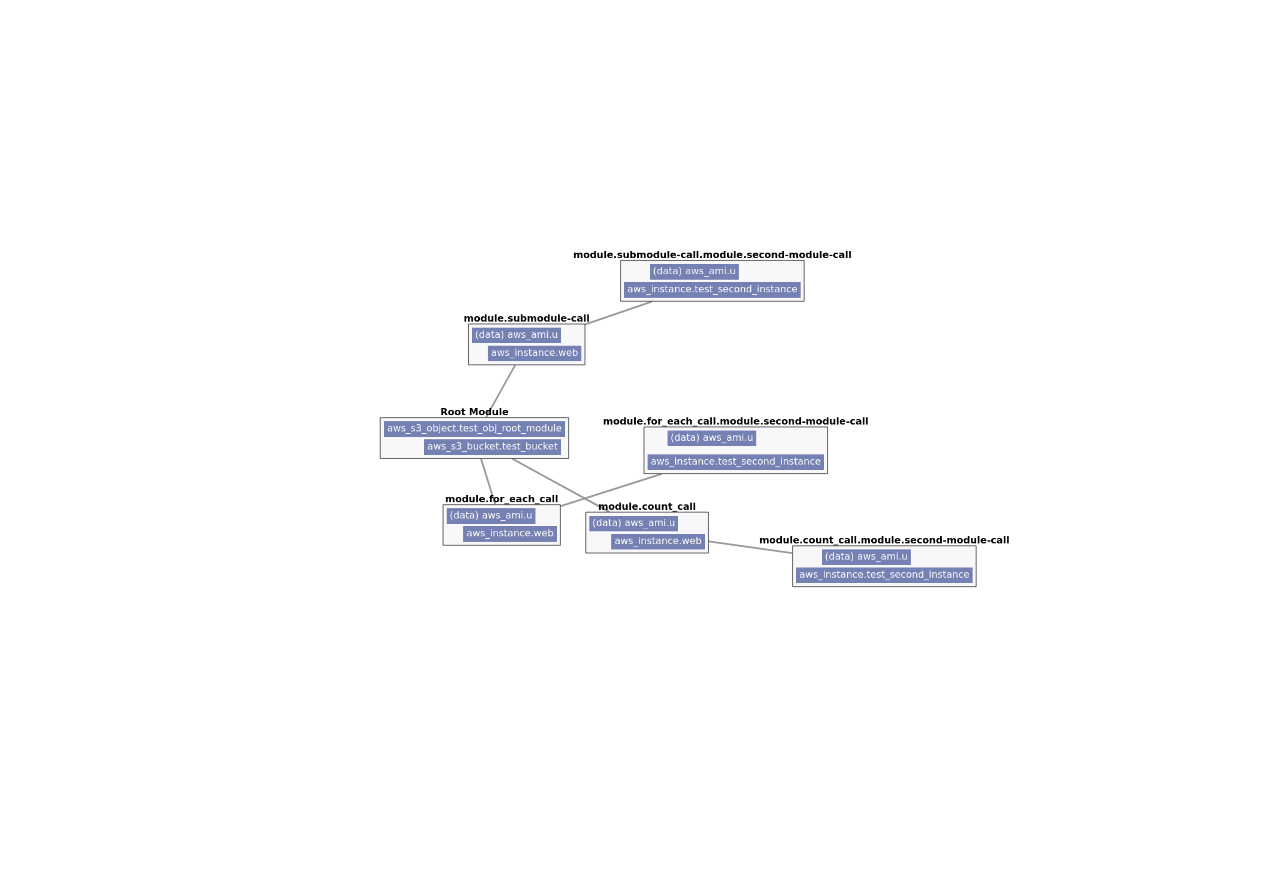 module.submodule-call.module.second-module-call
(data) aws_ami.u
aws_instance.test_second_instance
module.submodule-call
(data) aws_ami.u
aws_instance.web
Root Module
aws_s3_object.test_obj_root_module
aws_s3_bucket.test_bucket
module.for_each_call.module.second-module-call
(data) aws_ami.u
aws_instance.test_second_instance
module.for_each_call
(data) aws_ami.u
aws_instance.web
module.count_call
(data) aws_ami.u
aws_instance.web
module.count_call.module.second-module-call
(data) aws_ami.u
aws_instance.test_second_instance